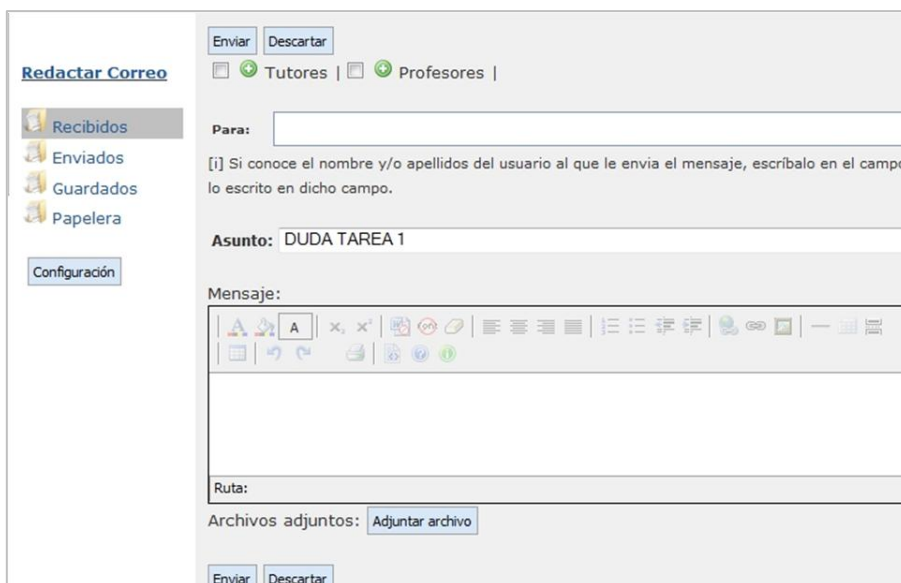 Enviar Descartar
Redactar Correo
Tutores | Profesores |
Recibidos
Enviados
Guardados
Papelera
Configuración
Para:
[i] Si conoce el nombre y/o apellidos del usuario al que le envia el mensaje, escríbalo en el campo
lo escrito en dicho campo.
Asunto: DUDA TAREA 1
Mensaje:
Ruta:
Archivos adjuntos: Adjuntar archivo
Enviar Descartar